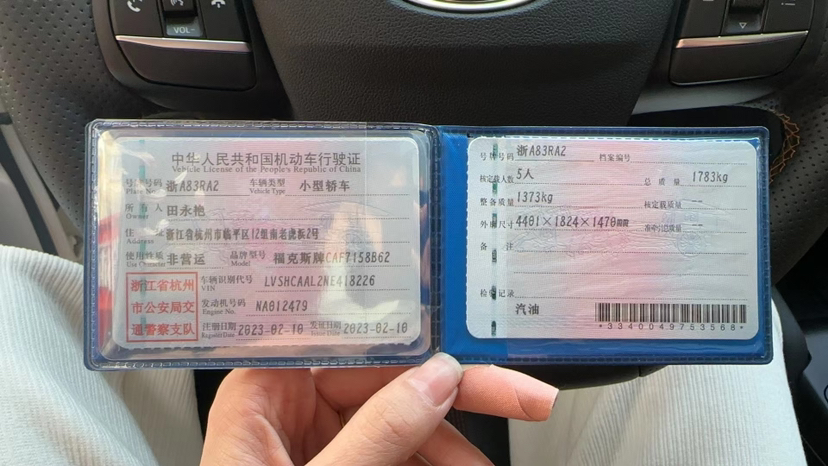 VOL-
中华人民共和国机动车行驶证
Vehicle License of the People's Republic of China
号牌号码 浙A83RA2 车辆类型 小型轿车
Plate No. Vehicle Type
所有人 田永艳
Owner
住址 浙江省杭州市临平区12组南老虎浜2号
Address
使用性质 非营运 品牌型号 福克斯牌CAF7158B62
Use Character Model
浙江省杭州
市公安局交
通警察支队
车辆识别代号 LVSHCAAL2NE418226
VIN
发动机号码 NA012479
Engine No.
注册日期 2023-02-10 发证日期 2023-02-10
Register Date Issue Date
号牌号码 浙A83RA2 档案编号
核定载人数 5人 总质量 1783kg
整备质量 1373kg 核定载质量
外廓尺寸 4401×1824×1470mm 准牵引总质量
备注
检验记录
汽油
*3340049753568*